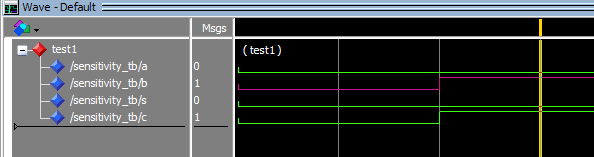 Wave - Default
Msgs
test1
( test1 )
/sensitivity_tb/a 0
/sensitivity_tb/b 1
/sensitivity_tb/s 0
/sensitivity_tb/c 1